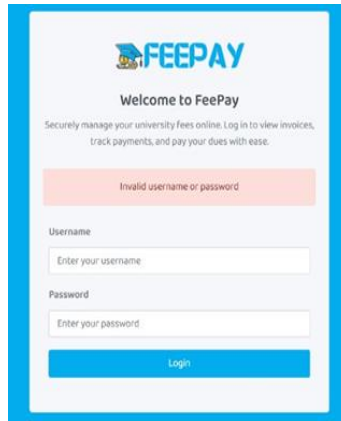 FEEPAY
Welcome to FeePay
Securely manage your university fees online. Log in to view invoices,
track payments, and pay your dues with ease.
Invalid username or password
Username
Enter your username
Password
Enter your password
Login